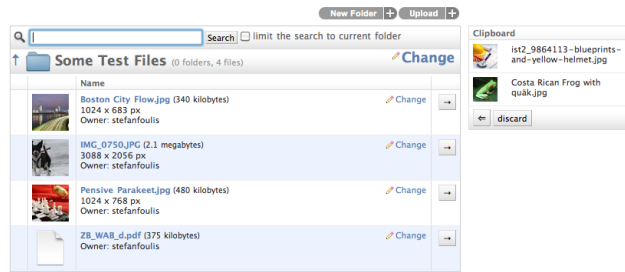 New Folder + Upload +
Search limit the search to current folder
↑ Some Test Files (0 folders, 4 files) Change
Name
Boston City Flow.jpg (340 kilobytes) Change →
1024 x 683 px
Owner: stefanfoulis
IMG_0750.JPG (2.1 megabytes) Change →
3088 x 2056 px
Owner: stefanfoulis
Pensive Parakeet.jpg (480 kilobytes) Change →
1024 x 768 px
Owner: stefanfoulis
ZB_WAB_d.pdf (375 kilobytes) Change →
Owner: stefanfoulis
Clipboard
ist2_9864113-blueprints-
and-yellow-helmet.jpg
Costa Rican Frog with
quäk.jpg
⇐ discard